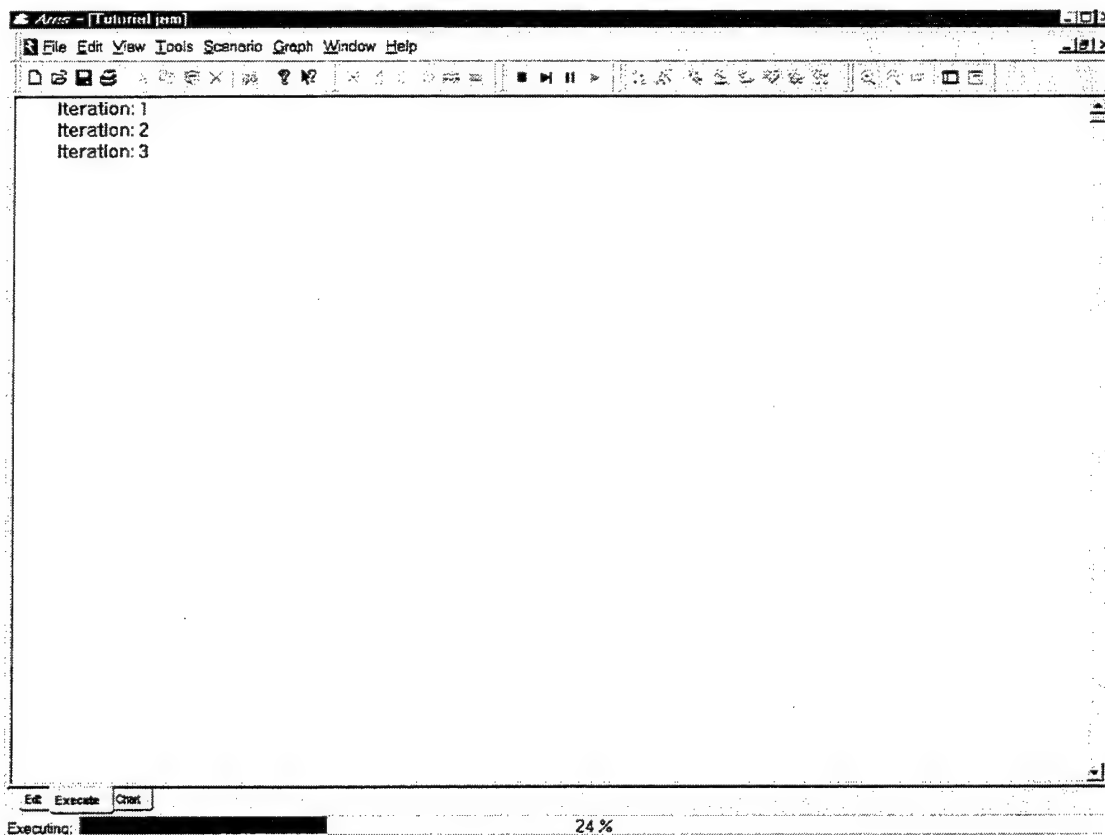 Aries - [Tutorial jam]
File Edit View Tools Scenario Graph Window Help
Iteration: 1
Iteration: 2
Iteration: 3
Edit Execute Chart
Executing: 24 %